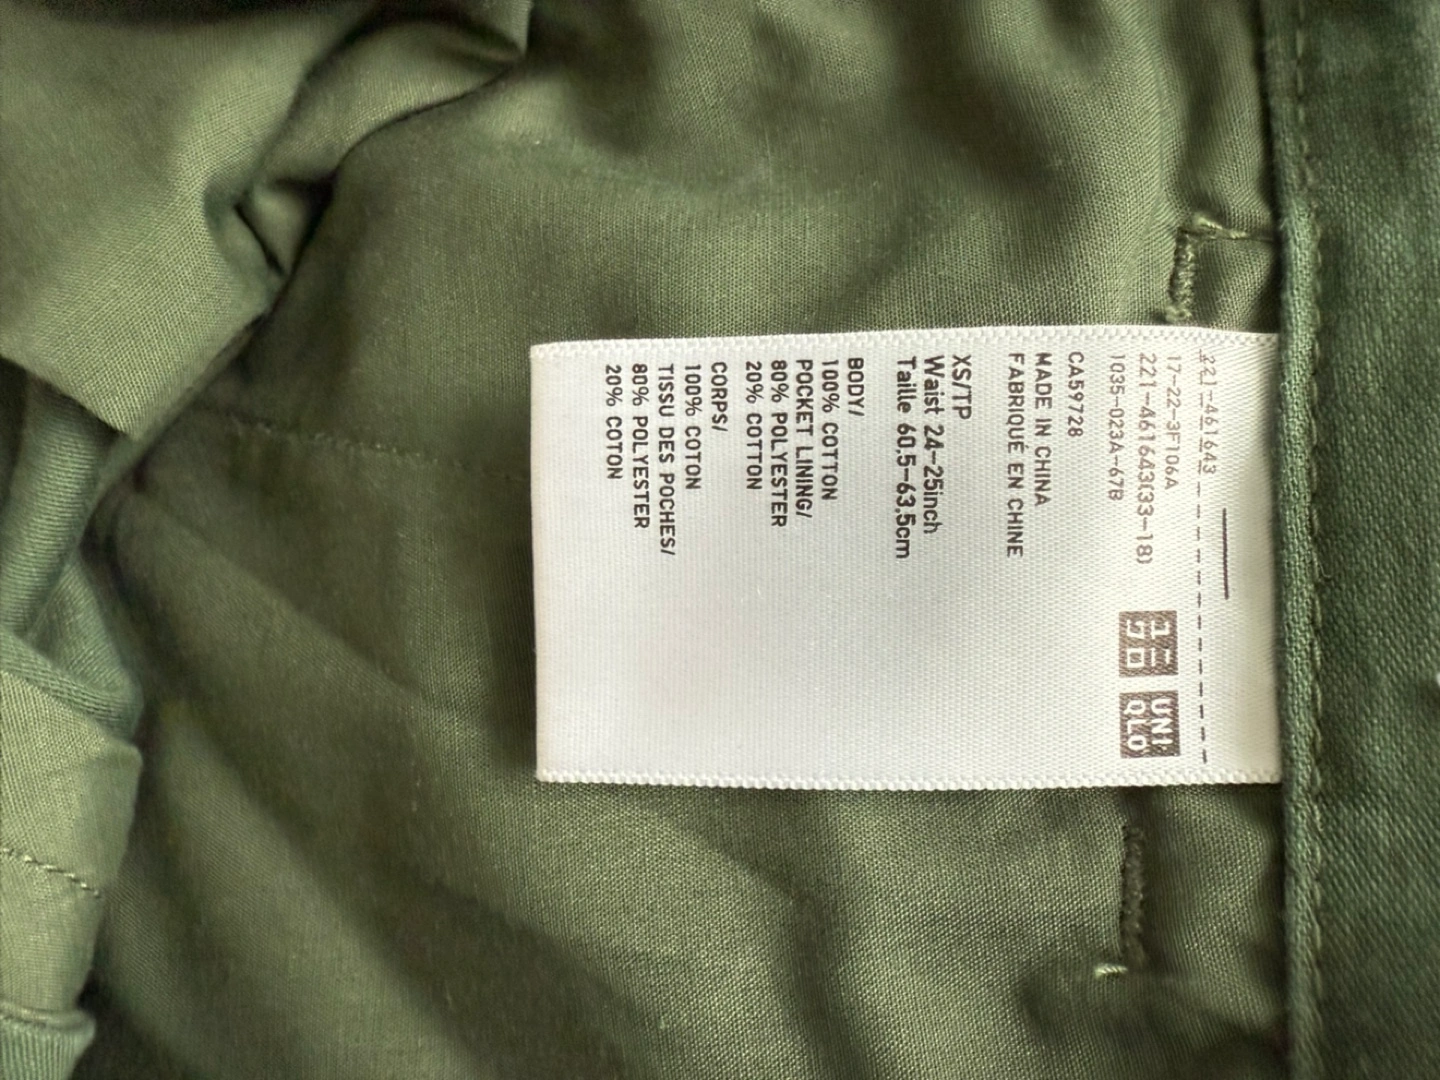 221-461643
17-22-3F106A
221-461643(33-18)
1035-023A-67B
ユニ
クロ
UNI
QLO
CA59728
MADE IN CHINA
FABRIQUÉ EN CHINE
XS/TP
Waist 24-25inch
Taille 60.5-63.5cm
BODY/
100% COTTON
POCKET LINING/
80% POLYESTER
20% COTTON
CORPS/
100% COTON
TISSU DES POCHES/
80% POLYESTER
20% COTON